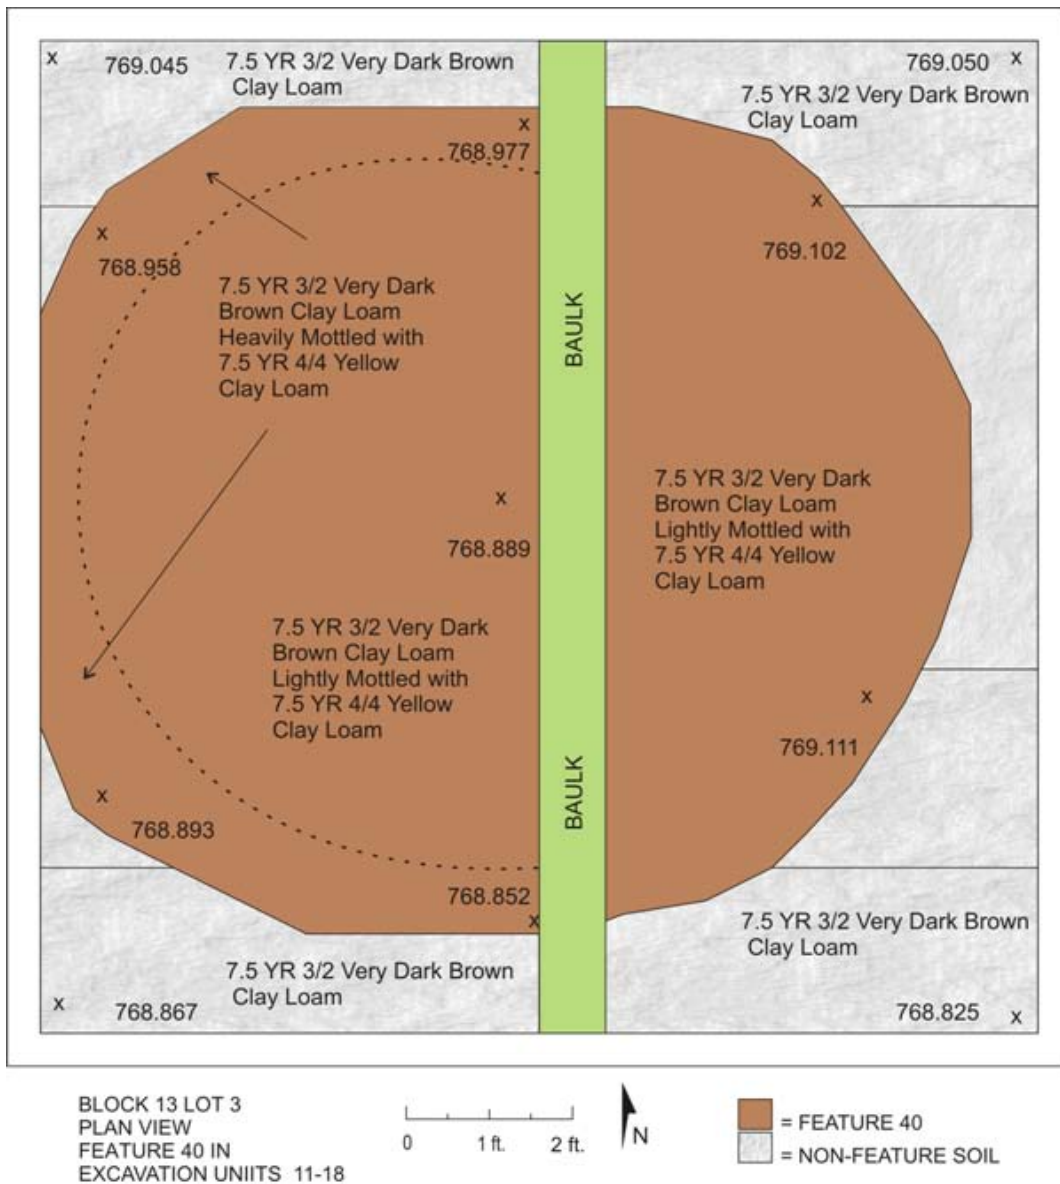 x 769.045
7.5 YR 3/2 Very Dark Brown
Clay Loam
769.050 x
7.5 YR 3/2 Very Dark Brown
Clay Loam
x
768.977
x
768.958
x
769.102
7.5 YR 3/2 Very Dark
Brown Clay Loam
Heavily Mottled with
7.5 YR 4/4 Yellow
Clay Loam
BAULK
x
768.889
7.5 YR 3/2 Very Dark
Brown Clay Loam
Lightly Mottled with
7.5 YR 4/4 Yellow
Clay Loam
7.5 YR 3/2 Very Dark
Brown Clay Loam
Lightly Mottled with
7.5 YR 4/4 Yellow
Clay Loam
x
769.111
BAULK
x
768.893
768.852
x
7.5 YR 3/2 Very Dark Brown
Clay Loam
7.5 YR 3/2 Very Dark Brown
Clay Loam
x 768.867
768.825 x
BLOCK 13 LOT 3
PLAN VIEW
FEATURE 40 IN
EXCAVATION UNIITS 11-18
0 1 ft. 2 ft.
N
= FEATURE 40
= NON-FEATURE SOIL